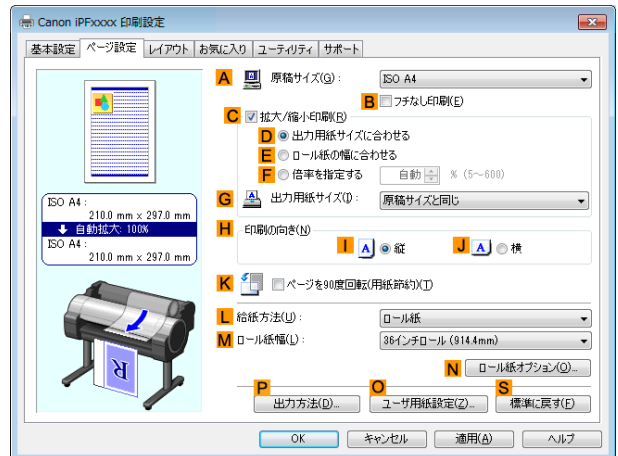 Canon iPFxxxx 印刷設定
基本設定 ページ設定 レイアウト お気に入り ユーティリティ サポート
A 原稿サイズ(G): ISO A4
B フチなし印刷(E)
C 拡大/縮小印刷(R)
D 出力用紙サイズに合わせる
E ロール紙の幅に合わせる
F 倍率を指定する 自動 % (5～600)
G 出力用紙サイズ(I): 原稿サイズと同じ
ISO A4 :
210.0 mm × 297.0 mm
自動拡大: 100%
ISO A4 :
210.0 mm × 297.0 mm
H 印刷の向き(N)
I A 縦 J A 横
K ページを90度回転(用紙節約)(T)
L 給紙方法(U): ロール紙
M ロール紙幅(L): 36インチロール (914.4mm)
N ロール紙オプション(O)...
R
P O S
出力方法(D)... ユーザ用紙設定(Z)... 標準に戻す(F)
OK キャンセル 適用(A) ヘルプ